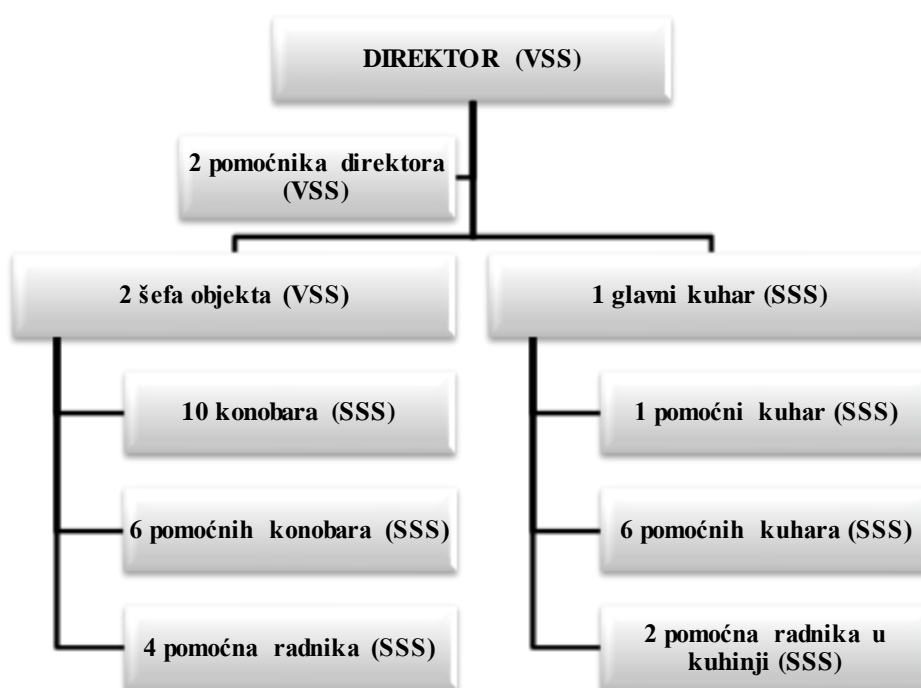 DIREKTOR (VSS)
2 pomoćnika direktora
(VSS)
2 šefa objekta (VSS)
10 konobara (SSS)
6 pomoćnih konobara (SSS)
4 pomoćna radnika (SSS)
1 glavni kuhar (SSS)
1 pomoćni kuhar (SSS)
6 pomoćnih kuhara (SSS)
2 pomoćna radnika u
kuhinji (SSS)